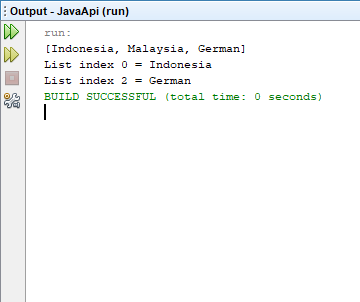 Output - JavaApi (run)
run:
[Indonesia, Malaysia, German]
List index 0 = Indonesia
List index 2 = German
BUILD SUCCESSFUL (total time: 0 seconds)